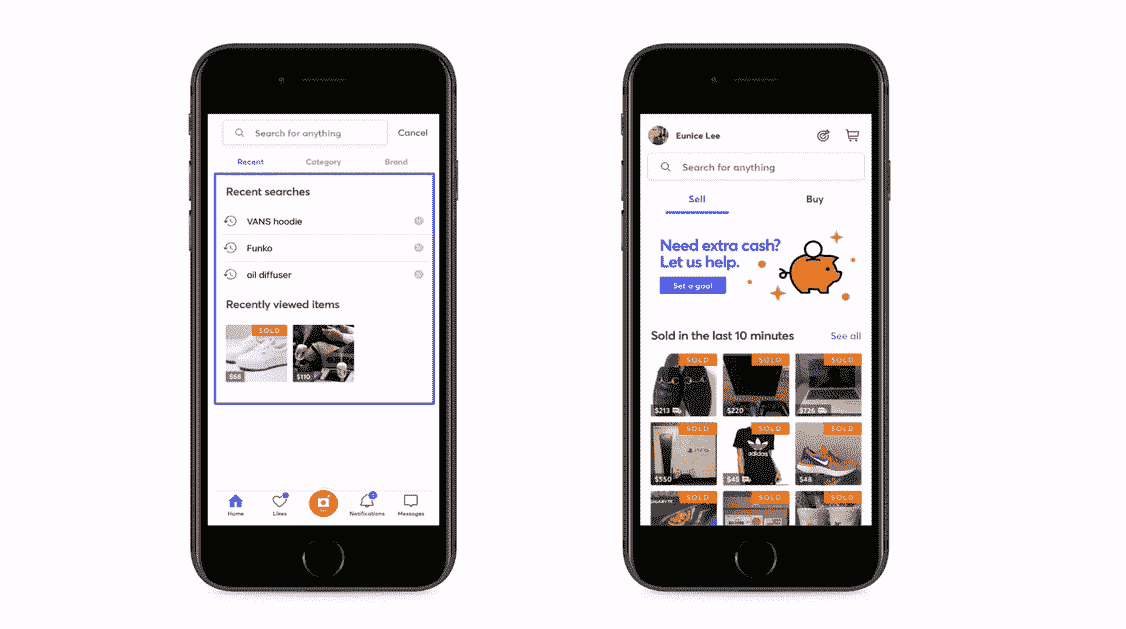 Search for anything
Cancel
Recent
Category
Brand
Recent searches
VANS hoodie
Funko
oil diffuser
Recently viewed items
SOLD
$68
$110
Home
Likes
Notifications
Messages
Eunice Lee
Search for anything
Sell
Buy
Need extra cash?
Let us help.
Set a goal
Sold in the last 10 minutes
See all
SOLD
SOLD
SOLD
$213
$220
$726
SOLD
SOLD
SOLD
adidas
$550
$45
$48
SOLD
SOLD
SOLD